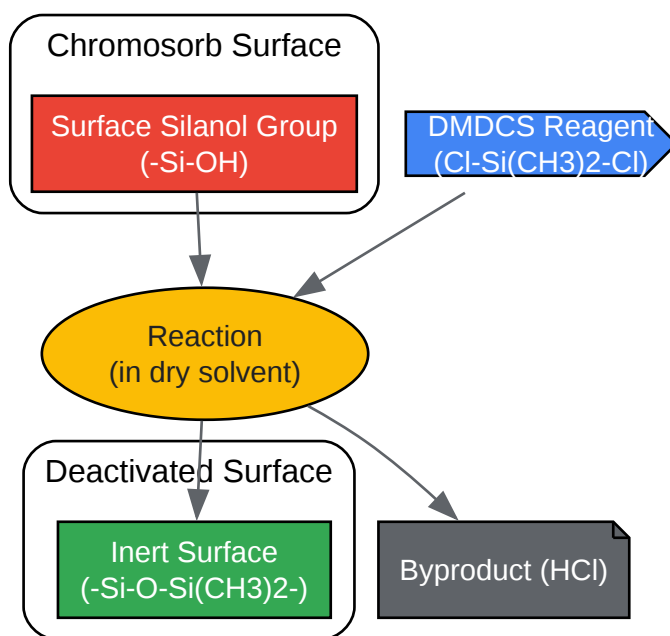 Chromosorb Surface
Surface Silanol Group
(-Si-OH)
DMDCS Reagent
(Cl-Si(CH3)2-Cl)
Reaction
(in dry solvent)
Deactivated Surface
Inert Surface
(-Si-O-Si(CH3)2-)
Byproduct (HCl)